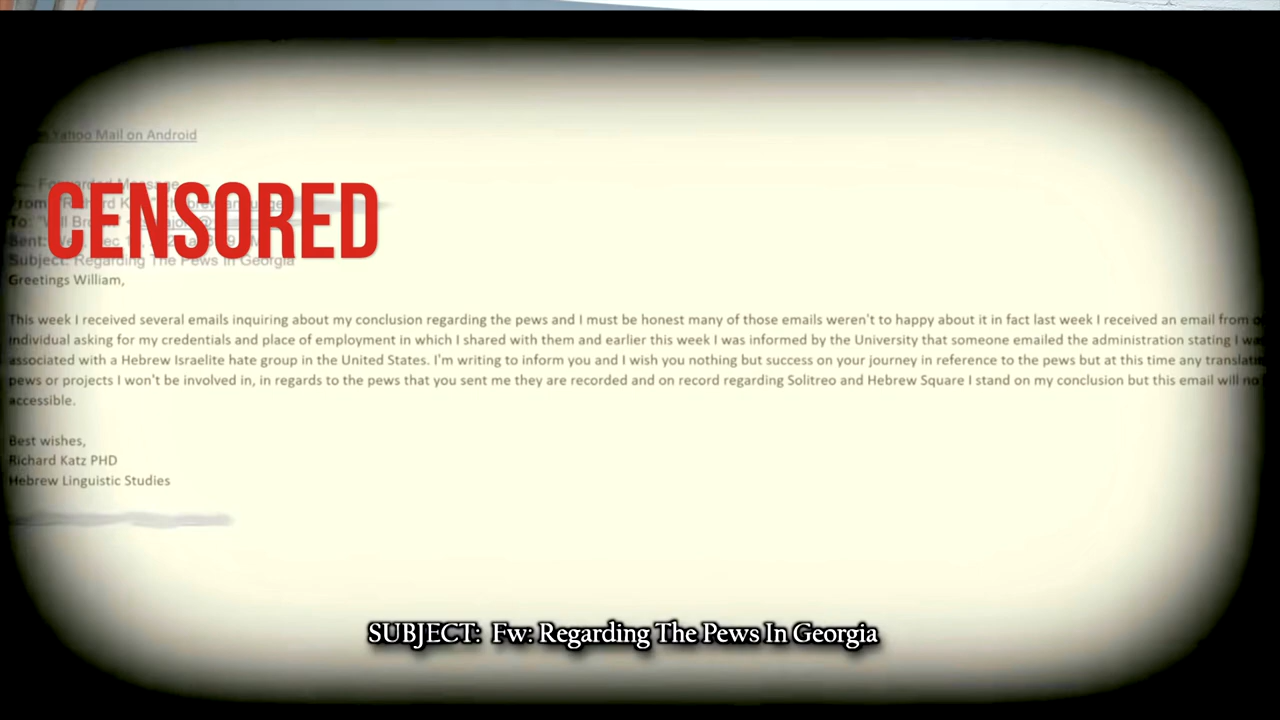 Yahoo Mail on Android
Forwarded Message
CENSORED
Subject: Regarding The Pews In Georgia
Greetings William,
This week I received several emails inquiring about my conclusion regarding the pews and I must be honest many of those emails weren't to happy about it in fact last week I received an email from
individual asking for my credentials and place of employment in which I shared with them and earlier this week I was informed by the University that someone emailed the administration stating I
associated with a Hebrew Israelite hate group in the United States. I'm writing to inform you and I wish you nothing but success on your journey in reference to the pews but at this time any
pews or projects I won't be involved in, in regards to the pews that you sent me they are recorded and on record regarding Solitreo and Hebrew Square I stand on my conclusion but this email will
accessible.
Best wishes,
Richard Katz PHD
Hebrew Linguistic Studies
SUBJECT: Fw: Regarding The Pews In Georgia